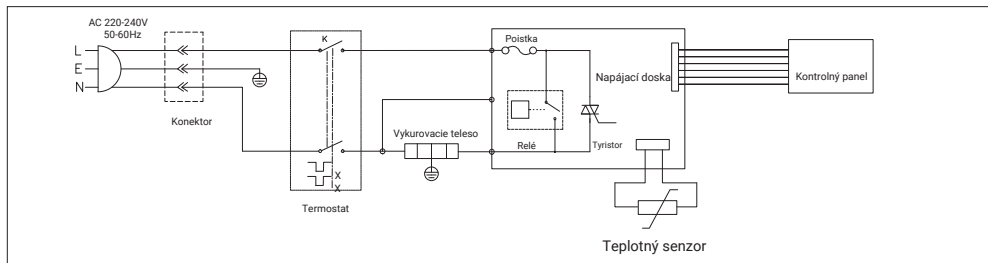 AC 220-240V
50-60Hz
L
E
N
Konektor
K
X
X
Termostat
Vykurovacie teleso
Poistka
Relé
Tyristor
Napájací doska
Kontrolný panel
Teplotný senzor